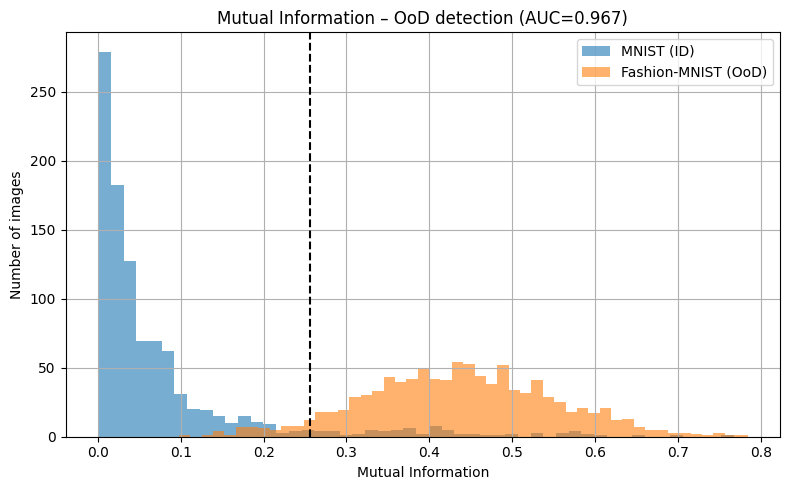 Mutual Information – OoD detection (AUC=0.967)
MNIST (ID)
Fashion-MNIST (OoD)
Number of images
250
200
150
100
50
0
0.0 0.1 0.2 0.3 0.4 0.5 0.6 0.7 0.8
Mutual Information